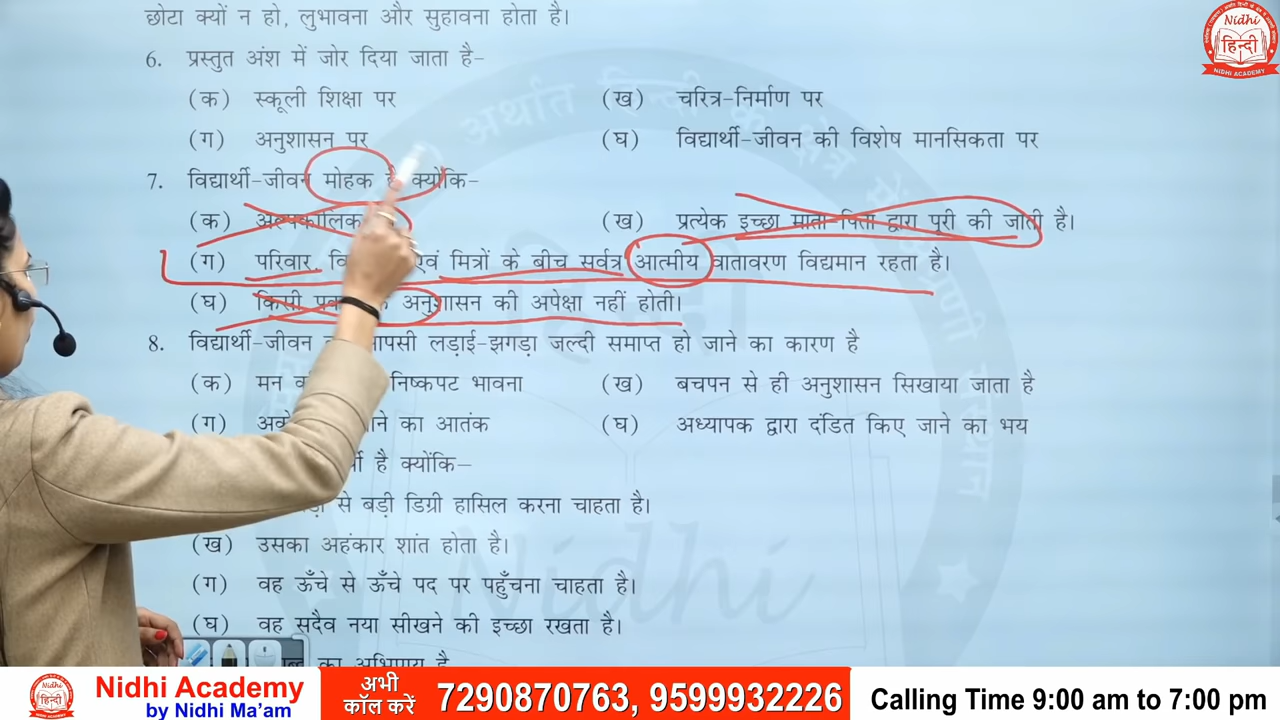 छोटा क्यों न हो, लुभावना और सुहावना होता है।
6. प्रस्तुत अंश में जोर दिया जाता है–
(क) स्कूली शिक्षा पर (ख) चरित्र-निर्माण पर
(ग) अनुशासन पर (घ) विद्यार्थी-जीवन की विशेष मानसिकता पर
7. विद्यार्थी-जीवन मोहक है क्योंकि–
(क) अल्पकालिक (ख) प्रत्येक इच्छा माता-पिता द्वारा पूरी की जाती है।
(ग) परिवार, एवं मित्रों के बीच सर्वत्र आत्मीय वातावरण विद्यमान रहता है।
(घ) किसी अनुशासन की अपेक्षा नहीं होती।
8. विद्यार्थी-जीवन लड़ाई-झगड़ा जल्दी समाप्त हो जाने का कारण है
(क) मन निष्कपट भावना (ख) बचपन से ही अनुशासन सिखाया जाता है
(ग) का आतंक (घ) अध्यापक द्वारा दंडित किए जाने का भय
है क्योंकि–
से बड़ी डिग्री हासिल करना चाहता है।
(ख) उसका अहंकार शांत होता है।
(ग) वह ऊँचे से ऊँचे पद पर पहुँचना चाहता है।
(घ) वह सदैव नया सीखने की इच्छा रखता है।
Nidhi
हिन्दी
NIDHI ACADEMY
हिन्दी
Nidhi
Nidhi Academy
by Nidhi Ma'am
अभी
कॉल करें
7290870763, 9599932226
Calling Time 9:00 am to 7:00 pm